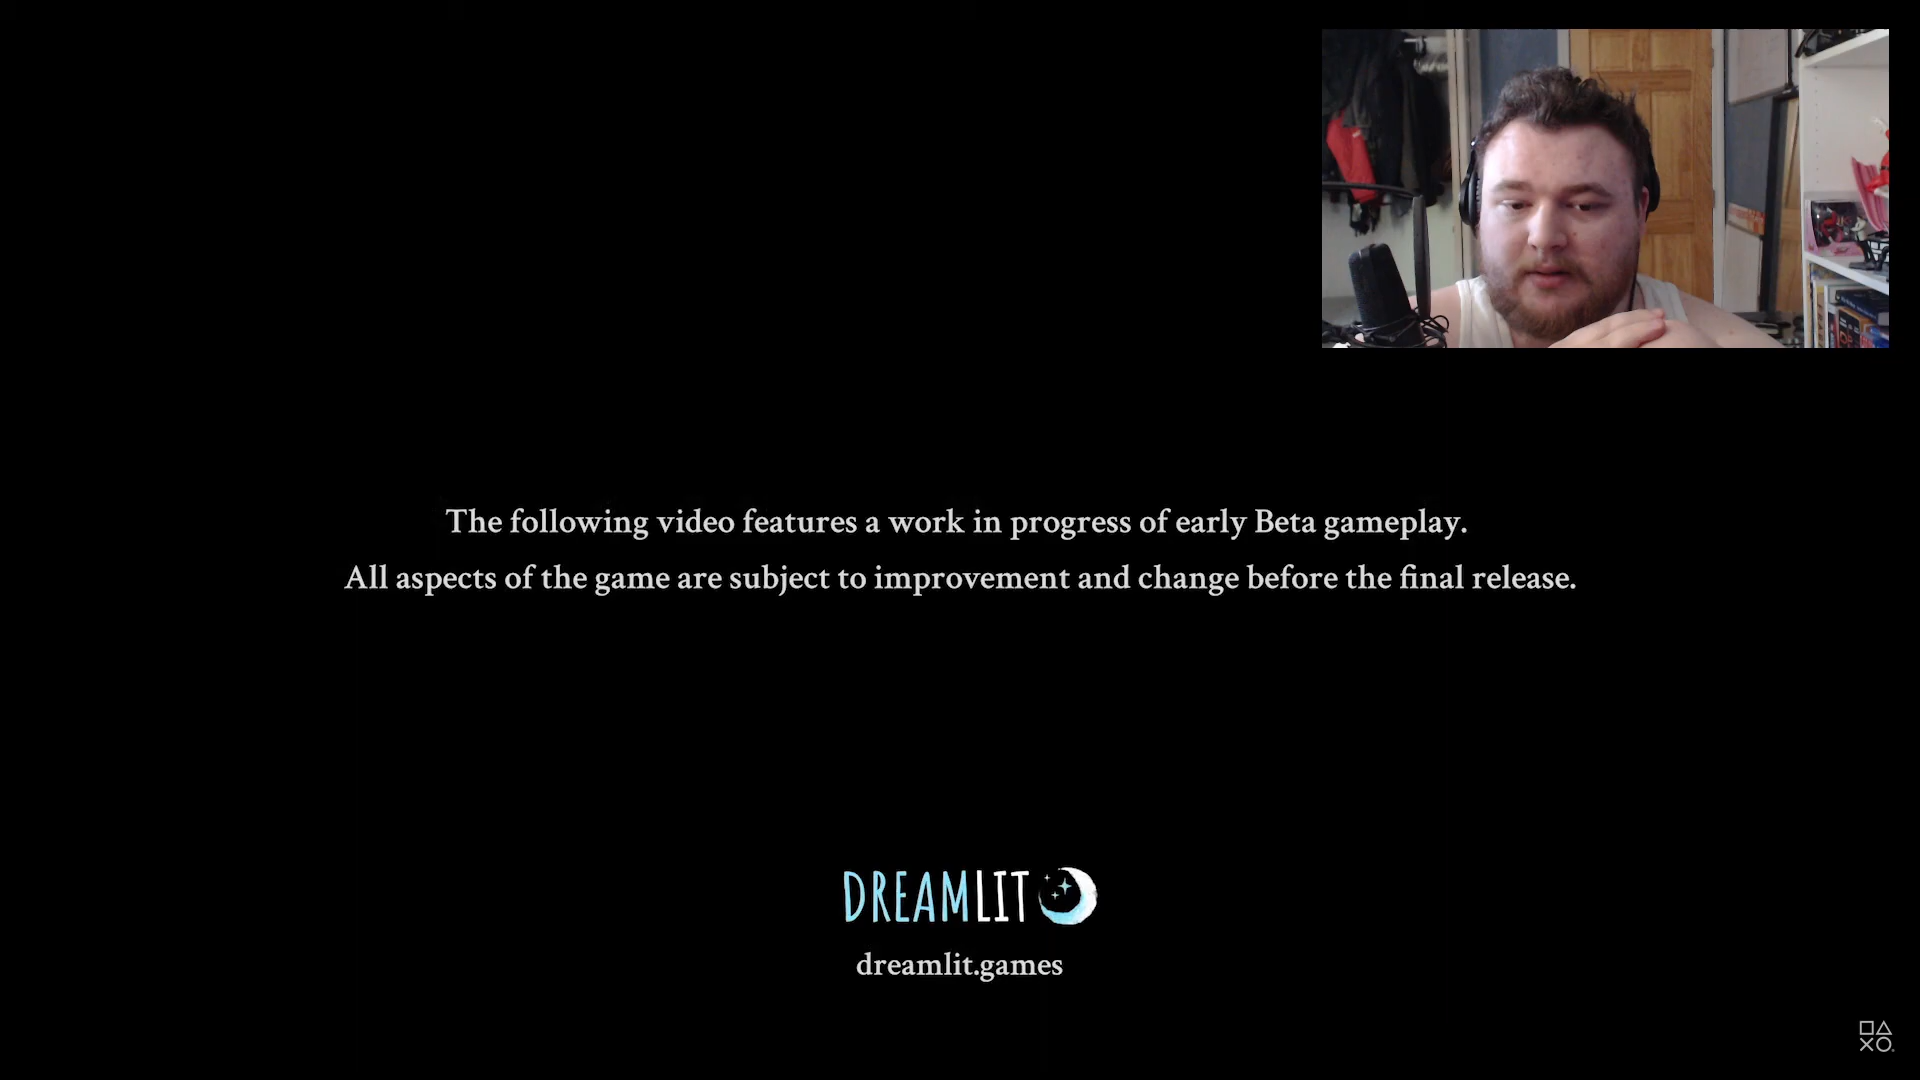 The following video features a work in progress of early Beta gameplay.
All aspects of the game are subject to improvement and change before the final release.
DREAMLIT
dreamlit.games